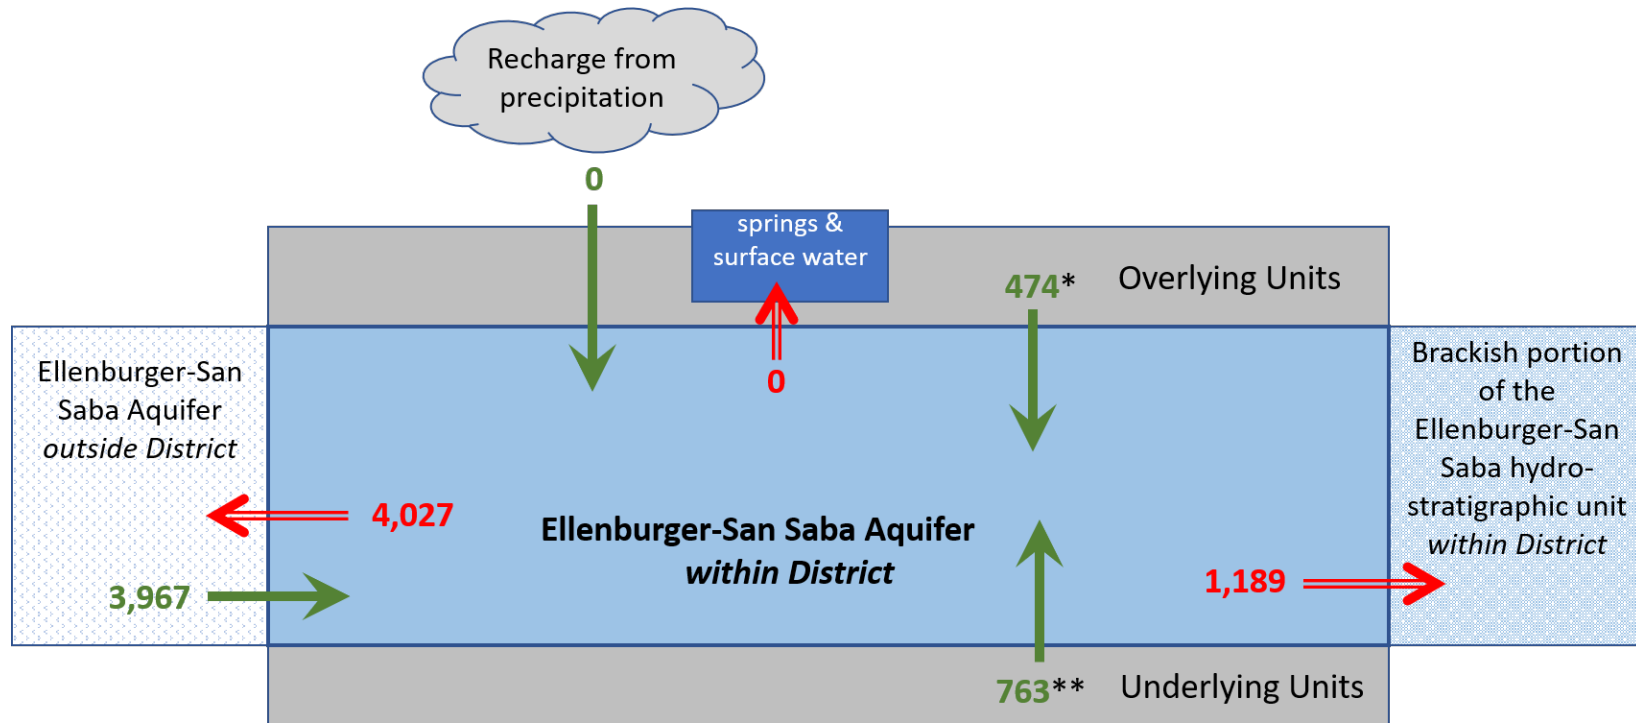 Recharge from
precipitation
0
springs &
surface water
474*
Overlying Units
0
Ellenburger-San
Saba Aquifer
outside District
4,027
3,967
Ellenburger-San Saba Aquifer
within District
Brackish portion
of the
Ellenburger-San
Saba hydro-
stratigraphic unit
within District
1,189
763**
Underlying Units